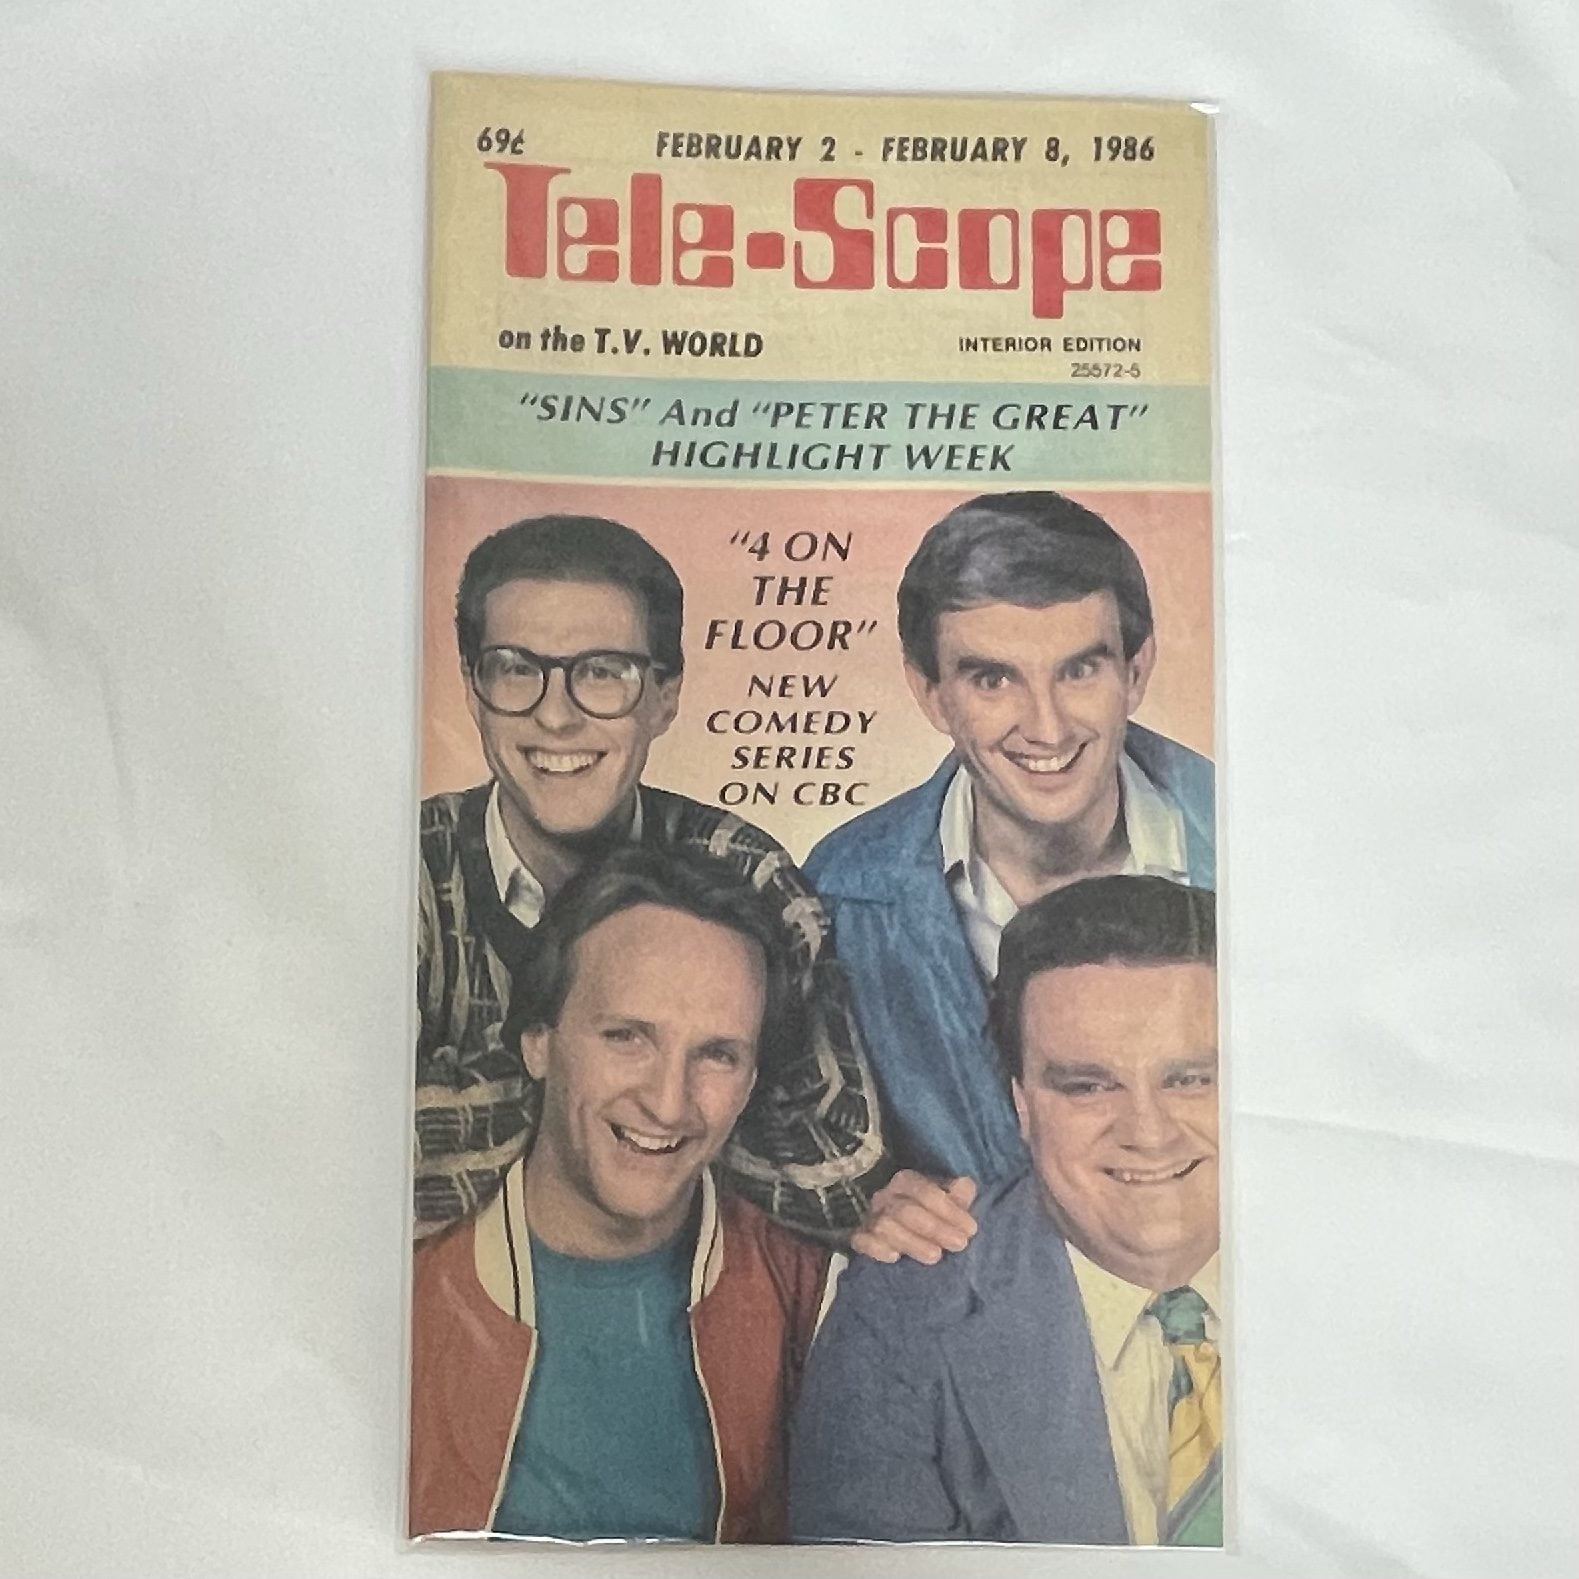 69¢ FEBRUARY 2 - FEBRUARY 8, 1986
Tele-Scope
on the T.V. WORLD
INTERIOR EDITION
25572-5
"SINS" And "PETER THE GREAT"
HIGHLIGHT WEEK
"4 ON
THE
FLOOR"
NEW
COMEDY
SERIES
ON CBC